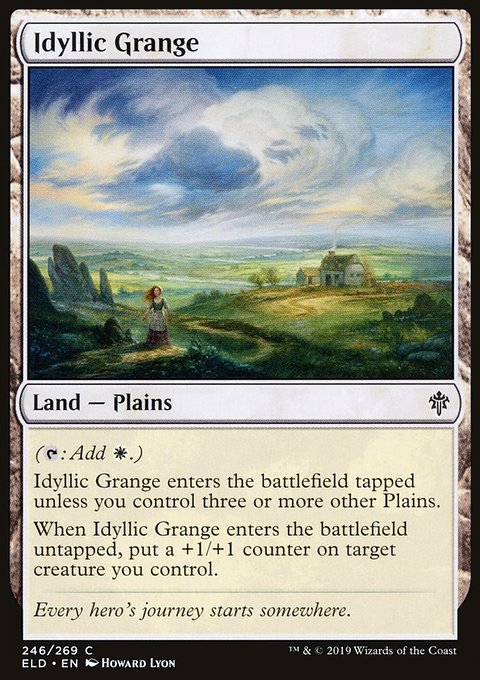 Idyllic Grange
Land — Plains
(: Add .)
Idyllic Grange enters the battlefield tapped
unless you control three or more other Plains.
When Idyllic Grange enters the battlefield
untapped, put a +1/+1 counter on target
creature you control.
Every hero's journey starts somewhere.
246/269 C
ELD • EN Howard Lyon
™ & © 2019 Wizards of the Coast